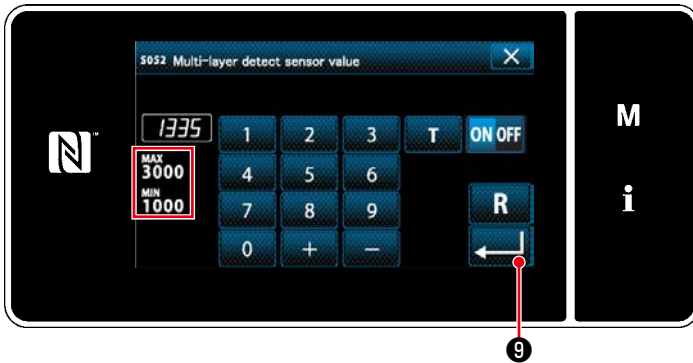 S052 Multi-layer detect sensor value
1335 1 2 3 T ON OFF
MAX
3000 4 5 6
MIN
1000 7 8 9 R
0 + −
M
i
N
9